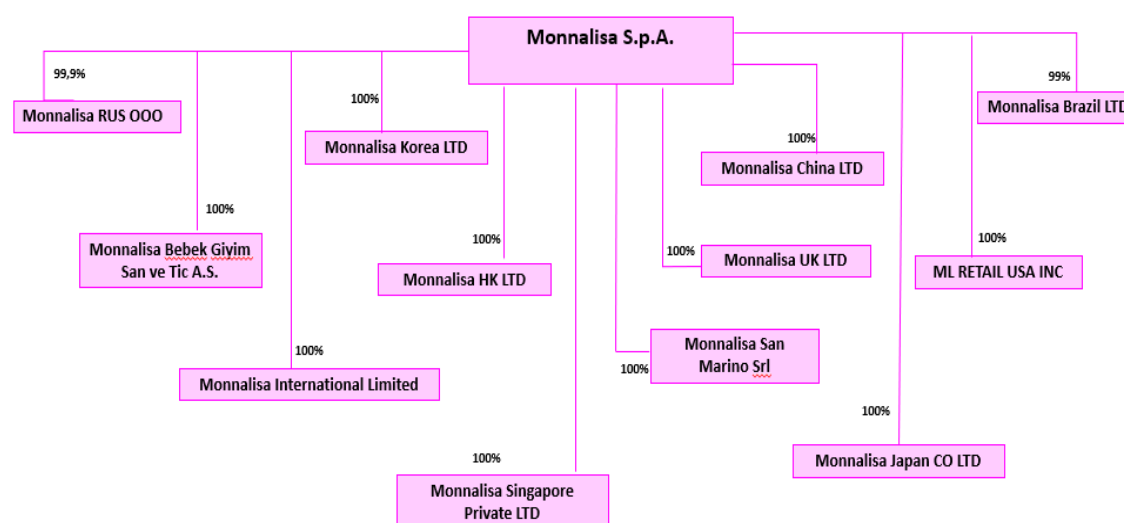 Monnalisa S.p.A.
99,9%
Monnalisa RUS OOO
100%
Monnalisa Korea LTD
99%
Monnalisa Brazil LTD
100%
Monnalisa China LTD
100%
Monnalisa Bebek Giyim
San ve Tic A.S.
100%
Monnalisa HK LTD
100%
Monnalisa UK LTD
100%
ML RETAIL USA INC
100%
Monnalisa International Limited
100%
Monnalisa San
Marino Srl
100%
Monnalisa Japan CO LTD
100%
Monnalisa Singapore
Private LTD